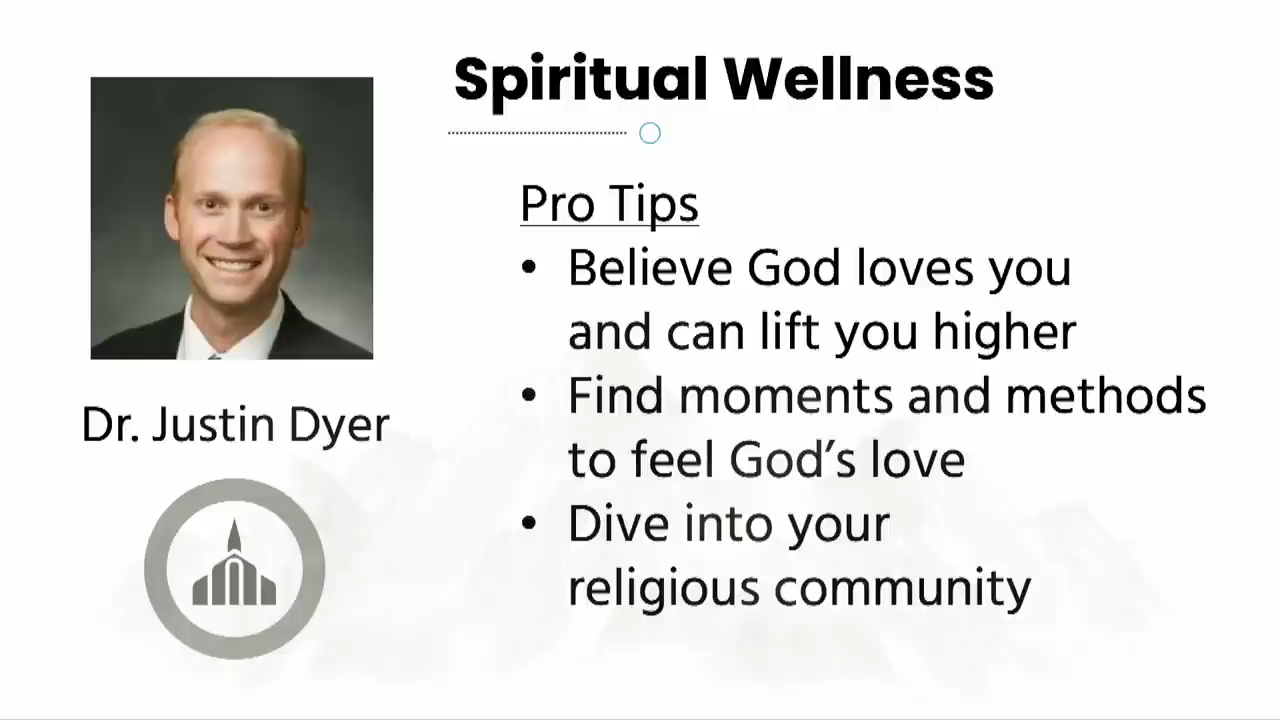 Spiritual Wellness
Pro Tips
• Believe God loves you
and can lift you higher
• Find moments and methods
to feel God’s love
• Dive into your
religious community
Dr. Justin Dyer